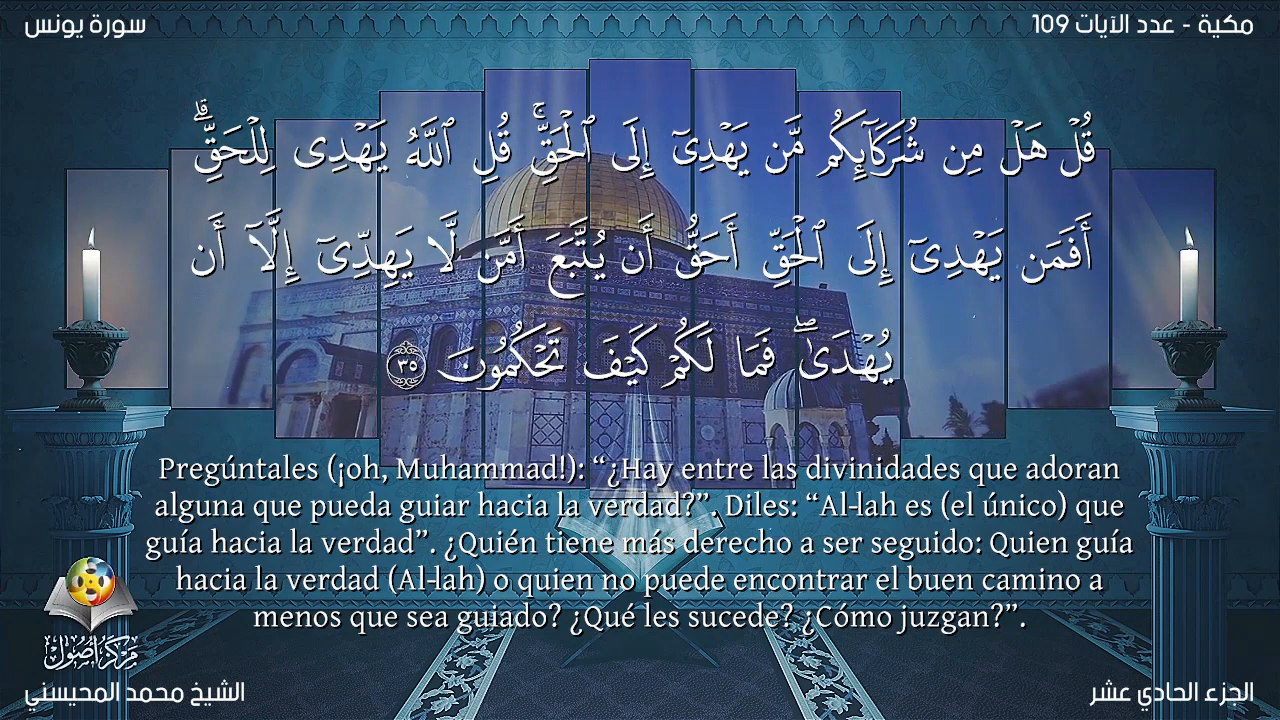 سورة يونس
مكية - عدد الآيات 109
قُلۡ هَلۡ مِن شُرَكَآئِكُم مَّن يَهۡدِيٓ إِلَى ٱلۡحَقِّۚ قُلِ ٱللَّهُ يَهۡدِي لِلۡحَقِّۗ
أَفَمَن يَهۡدِيٓ إِلَى ٱلۡحَقِّ أَحَقُّ أَن يُتَّبَعَ أَمَّن لَّا يَهِدِّيٓ إِلَّآ أَن
يُهۡدَىٰۖ فَمَا لَكُمۡ كَيۡفَ تَحۡكُمُونَ ٣٥
Pregúntales (¡oh, Muhammad!): “¿Hay entre las divinidades que adoran
alguna que pueda guiar hacia la verdad?”. Diles: “Al-lah es (el único) que
guía hacia la verdad”. ¿Quién tiene más derecho a ser seguido: Quien guía
hacia la verdad (Al-lah) o quien no puede encontrar el buen camino a
menos que sea guiado? ¿Qué les sucede? ¿Cómo juzgan?”.
مركز أصول
الشيخ محمد المحيسني
الجزء الحادي عشر